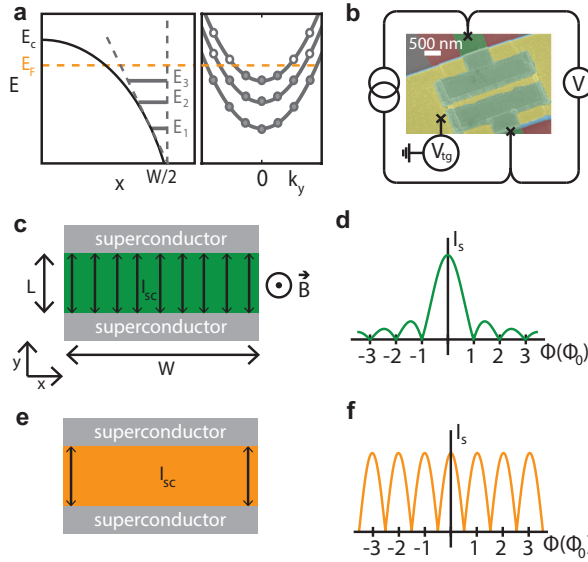 a
E_c
E_F
E
E_3
E_2
E_1
x
W/2
0
k_y
b
500 nm
V
V_tg
c
superconductor
L
I_sc
B
superconductor
y
x
W
d
I_s
-3 -2 -1 1 2 3 Φ(Φ_0)
e
superconductor
I_sc
superconductor
f
I_s
-3 -2 -1 1 2 3 Φ(Φ_0